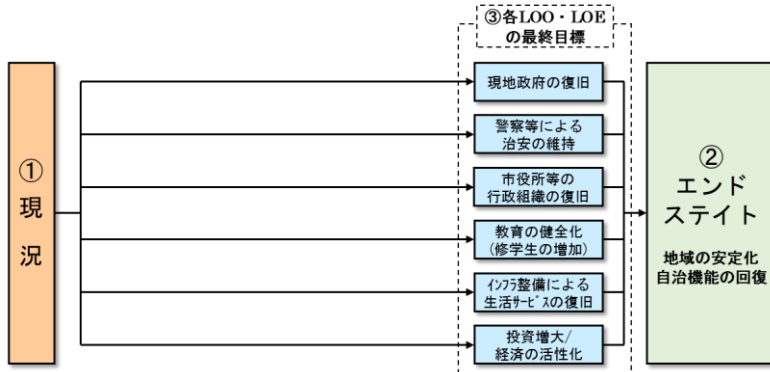 ③各LOO・LOE
の最終目標
①
現
況
現地政府の復旧
警察等による
治安の維持
市役所等の
行政組織の復旧
教育の健全化
(修学生の増加)
インフラ整備による
生活サービスの復旧
投資増大/
経済の活性化
②
エンド
ステイト
地域の安定化
自治機能の回復